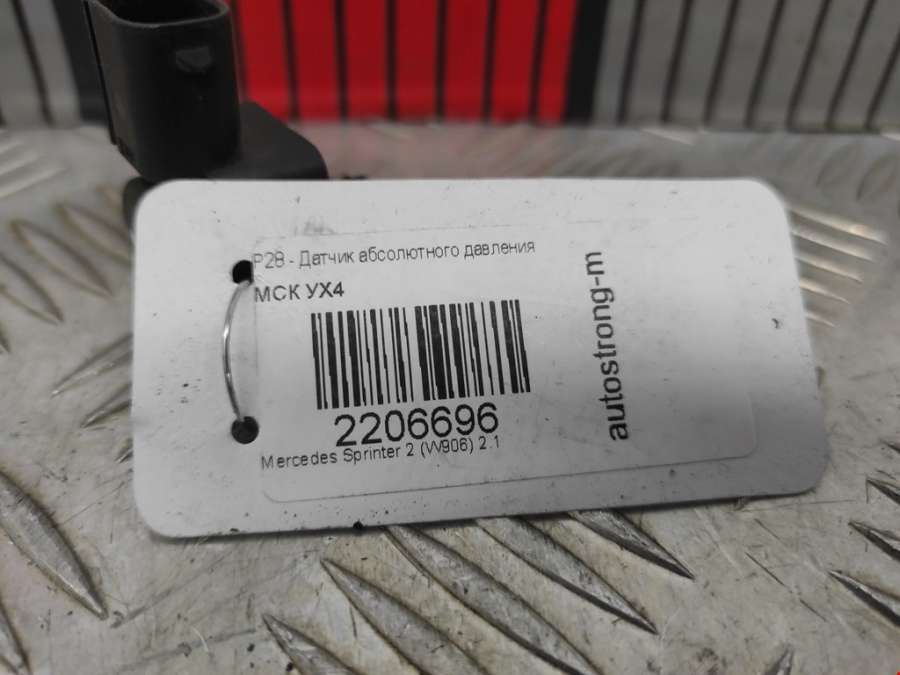 P28 - Датчик абсолютного давления
МСК УХ4
2206696
Mercedes Sprinter 2 (W906) 2.1
autostrong-m